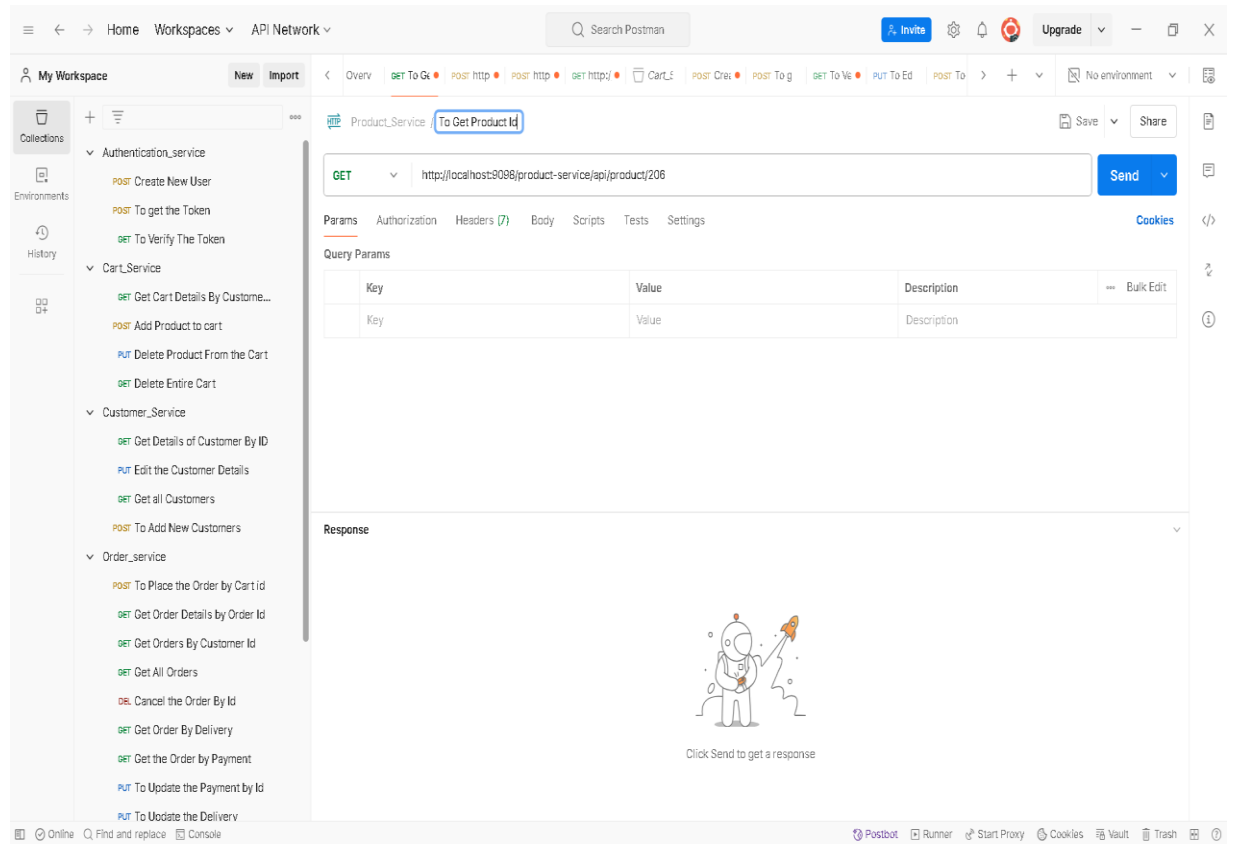 Home Workspaces API Network Search Postman Invite Upgrade
My Workspace New Import
Overv GET To Ge POST http POST http GET http:/ Cart_S POST Crea POST To g GET To Ve PUT To Ed POST To No environment
Collections
Environments
History
Authentication_service
POST Create New User
POST To get the Token
GET To Verify The Token
Cart_Service
GET Get Cart Details By Custome...
POST Add Product to cart
PUT Delete Product From the Cart
GET Delete Entire Cart
Customer_Service
GET Get Details of Customer By ID
PUT Edit the Customer Details
GET Get all Customers
POST To Add New Customers
Order_service
POST To Place the Order by Cart id
GET Get Order Details by Order Id
GET Get Orders By Customer Id
GET Get All Orders
DEL Cancel the Order By Id
GET Get Order By Delivery
GET Get the Order by Payment
PUT To Update the Payment by Id
PUT To Update the Delivery
HTTP Product_Service / To Get Product Id Save Share
GET http://localhost:9098/product-service/api/product/206 Send
Params Authorization Headers (7) Body Scripts Tests Settings Cookies
Query Params
Key Value Description Bulk Edit
Key Value Description
Response
Click Send to get a response
Online Find and replace Console Postbot Runner Start Proxy Cookies Vault Trash